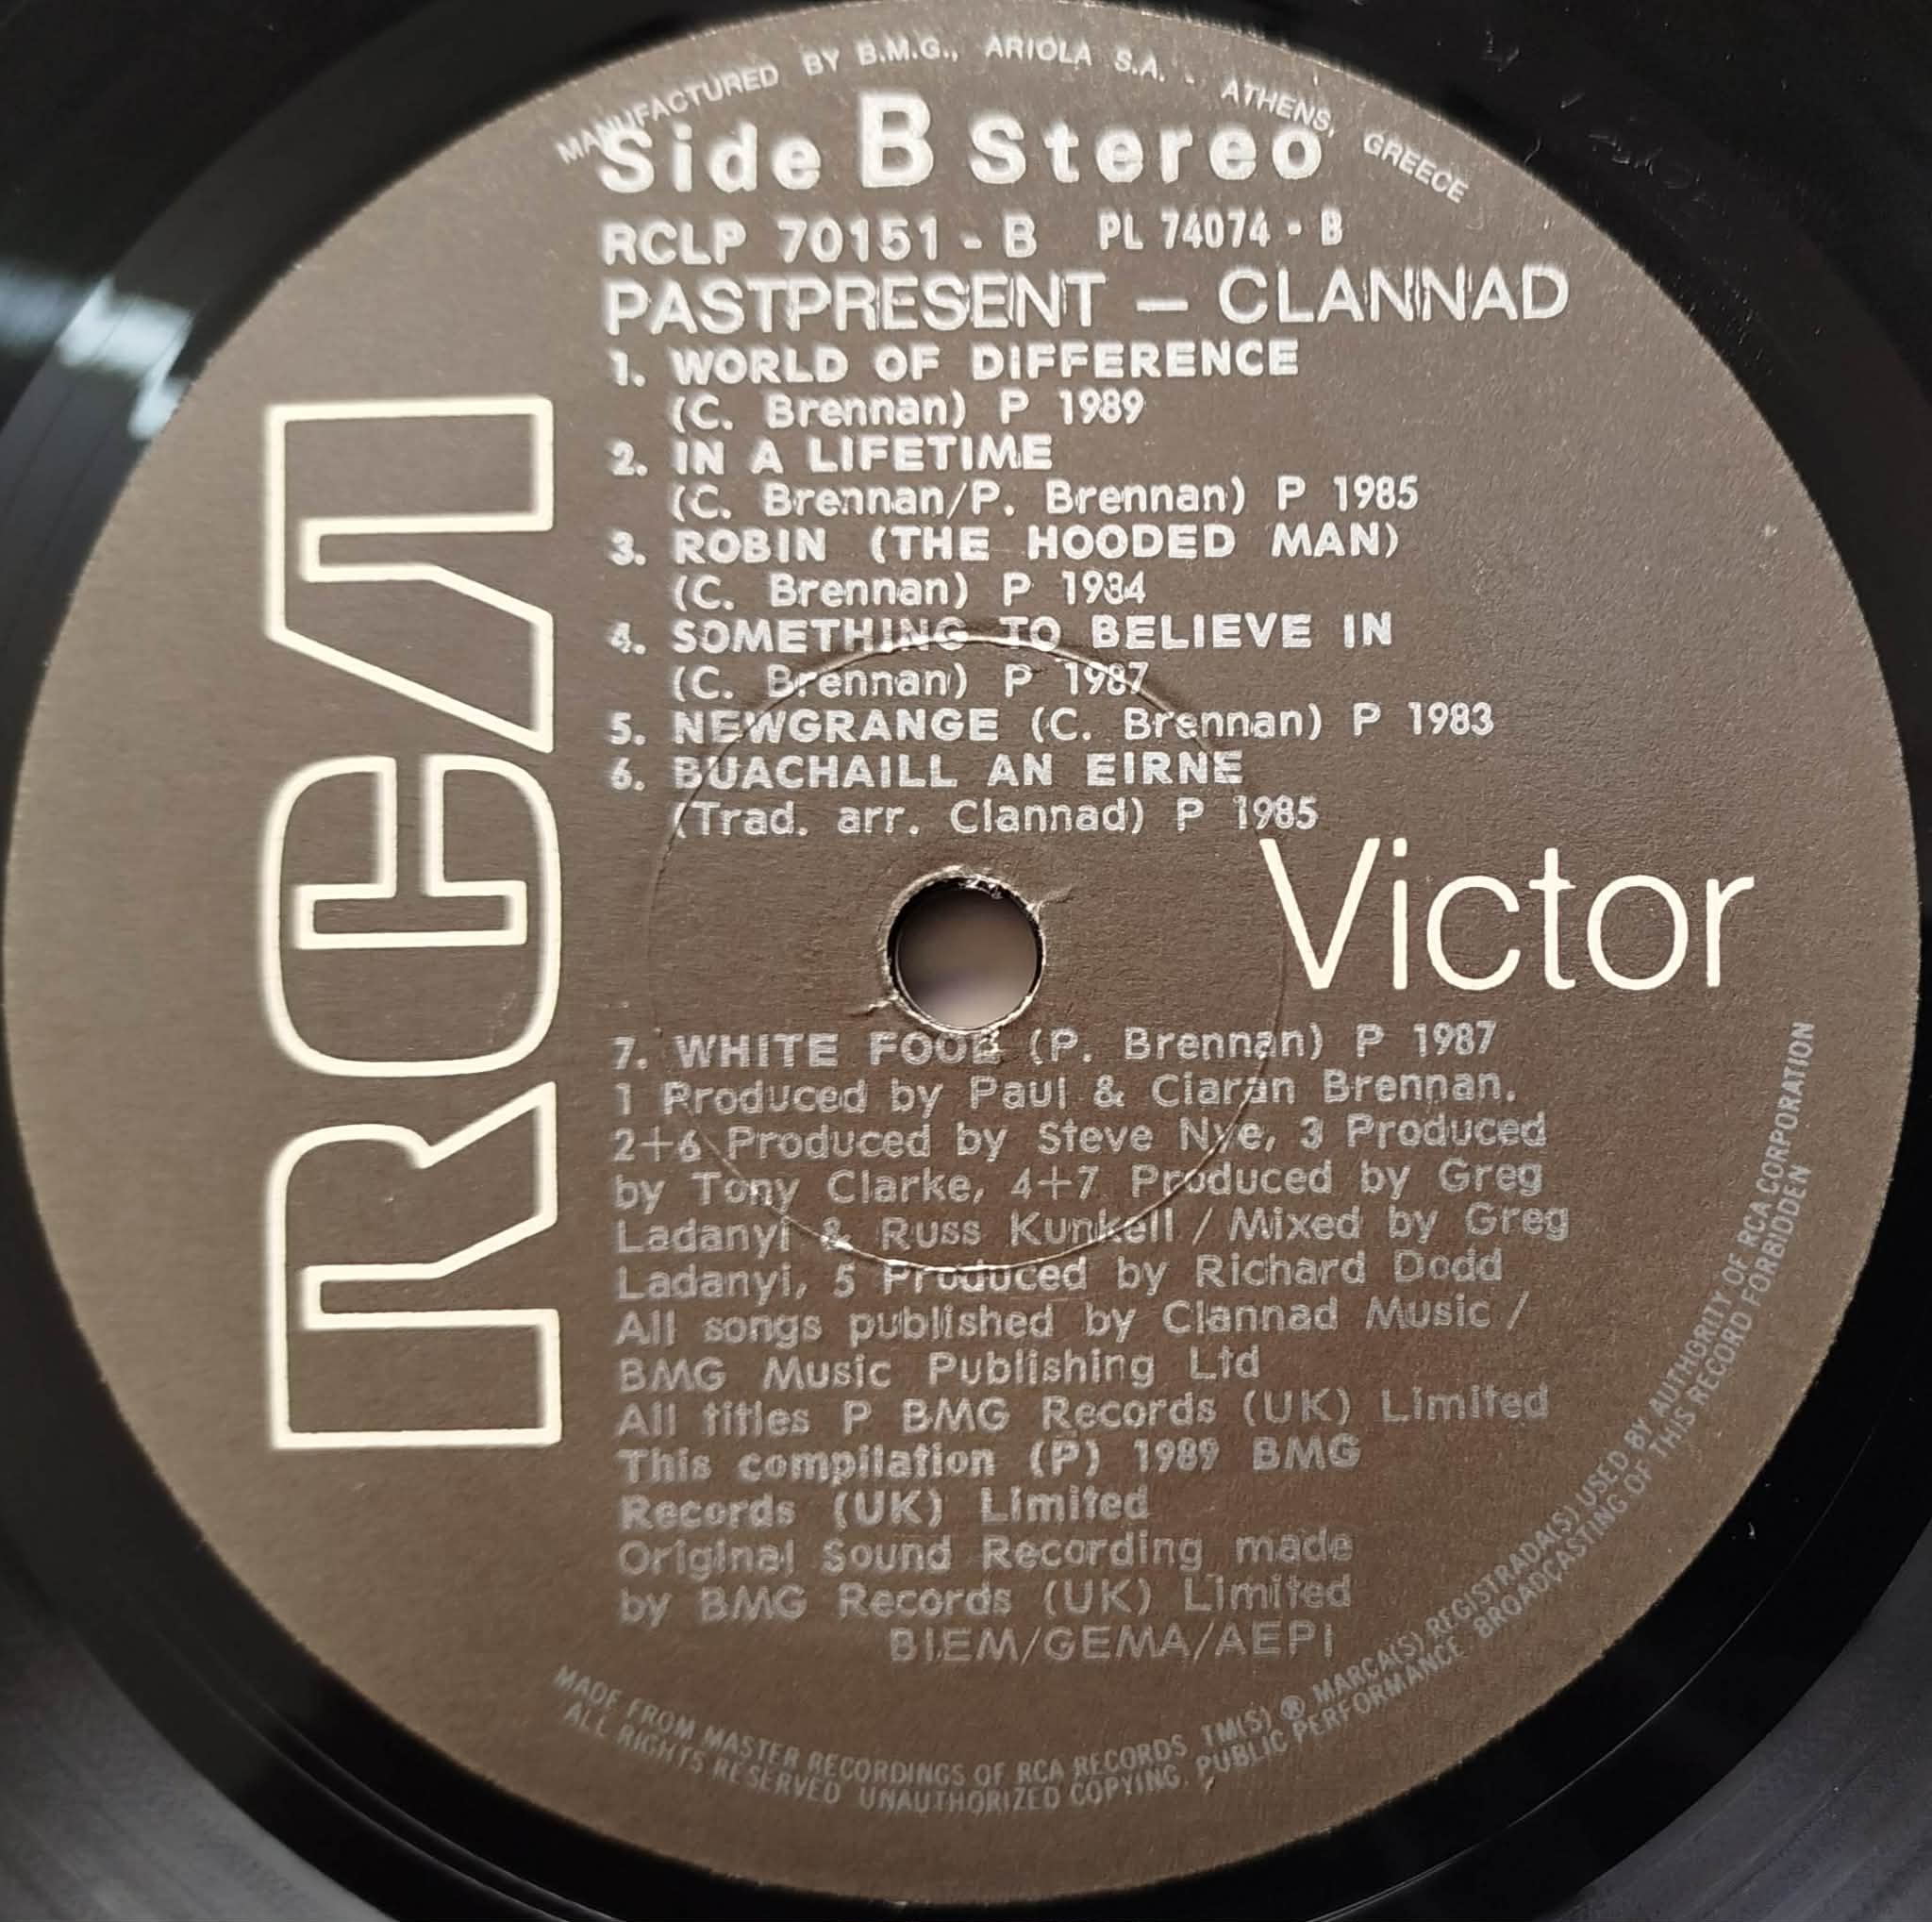 MANUFACTURED BY B.M.G., ARIOLA S.A. - ATHENS, GREECE
Side B Stereo
RCLP 70151 - B PL 74074 - B
PASTPRESENT — CLANNAD
1. WORLD OF DIFFERENCE
(C. Brennan) P 1989
2. IN A LIFETIME
(C. Brennan/P. Brennan) P 1985
3. ROBIN (THE HOODED MAN)
(C. Brennan) P 1984
4. SOMETHING TO BELIEVE IN
(C. Brennan) P 1987
5. NEWGRANGE (C. Brennan) P 1983
6. BUACHAILL AN EIRNE
(Trad. arr. Clannad) P 1985
RCA
Victor
7. WHITE (P. Brennan) P 1987
1 Produced by Paul & Ciaran Brennan.
2+6 Produced by Steve Nye, 3 Produced
by Tony Clarke, 4+7 Produced by Greg
Ladanyi & Russ Kunkell / Mixed by Greg
Ladanyi, 5 Produced by Richard Dodd
All songs published by Clannad Music /
BMG Music Publishing Ltd
All titles P BMG Records (UK) Limited
This compilation (P) 1989 BMG
Records (UK) Limited
Original Sound Recording made
by BMG Records (UK) Limited
BIEM/GEMA/AEPI
MADE FROM MASTER RECORDINGS OF RCA RECORDS TM(S) ® MARCA(S) REGISTRADA(S) USED BY AUTHORITY OF RCA CORPORATION
ALL RIGHTS RESERVED UNAUTHORIZED COPYING. PUBLIC PERFORMANCE. BROADCASTING OF THIS RECORD FORBIDDEN